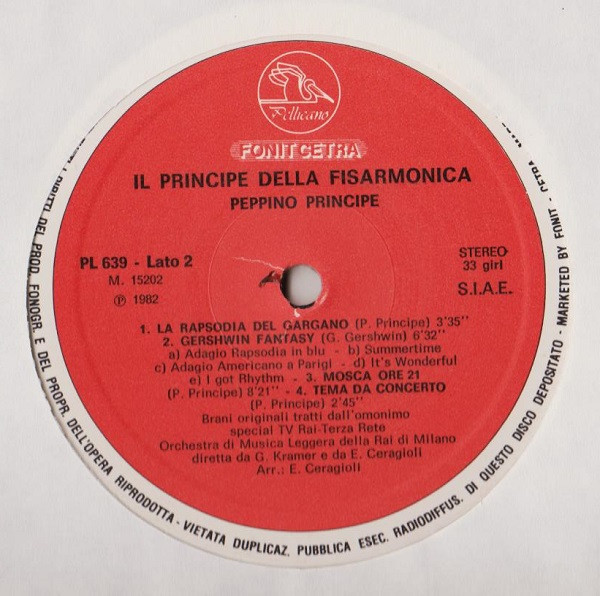 Pellicano
FONIT CETRA
IL PRINCIPE DELLA FISARMONICA
PEPPINO PRINCIPE
PL 639 - Lato 2
M. 15202
Ⓟ 1982
STEREO
33 giri
S.I.A.E.
1. LA RAPSODIA DEL GARGANO (P. Principe) 3'35"
2. GERSHWIN FANTASY (G. Gershwin) 6'32"
a) Adagio Rapsodia in blu - b) Summertime
c) Adagio Americano a Parigi - d) It's Wonderful
e) I got Rhythm - 3. MOSCA ORE 21
(P. Principe) 8'21" - 4. TEMA DA CONCERTO
(P. Principe) 2'45"
Brani originali tratti dall'omonimo
special TV Rai-Terza Rete
Orchestra di Musica Leggera della Rai di Milano
diretta da G. Kramer e da E. Ceragioli
Arr.: E. Ceragioli
I DIRITTI DEL PROD. FONOGR. E DEL PROPR. DELL'OPERA RIPRODOTTA - VIETATA DUPLICAZ. PUBBLICA ESEC. RADIODIFFUS. DI QUESTO DISCO DEPOSITATO - MARKETED BY FONIT - CETRA